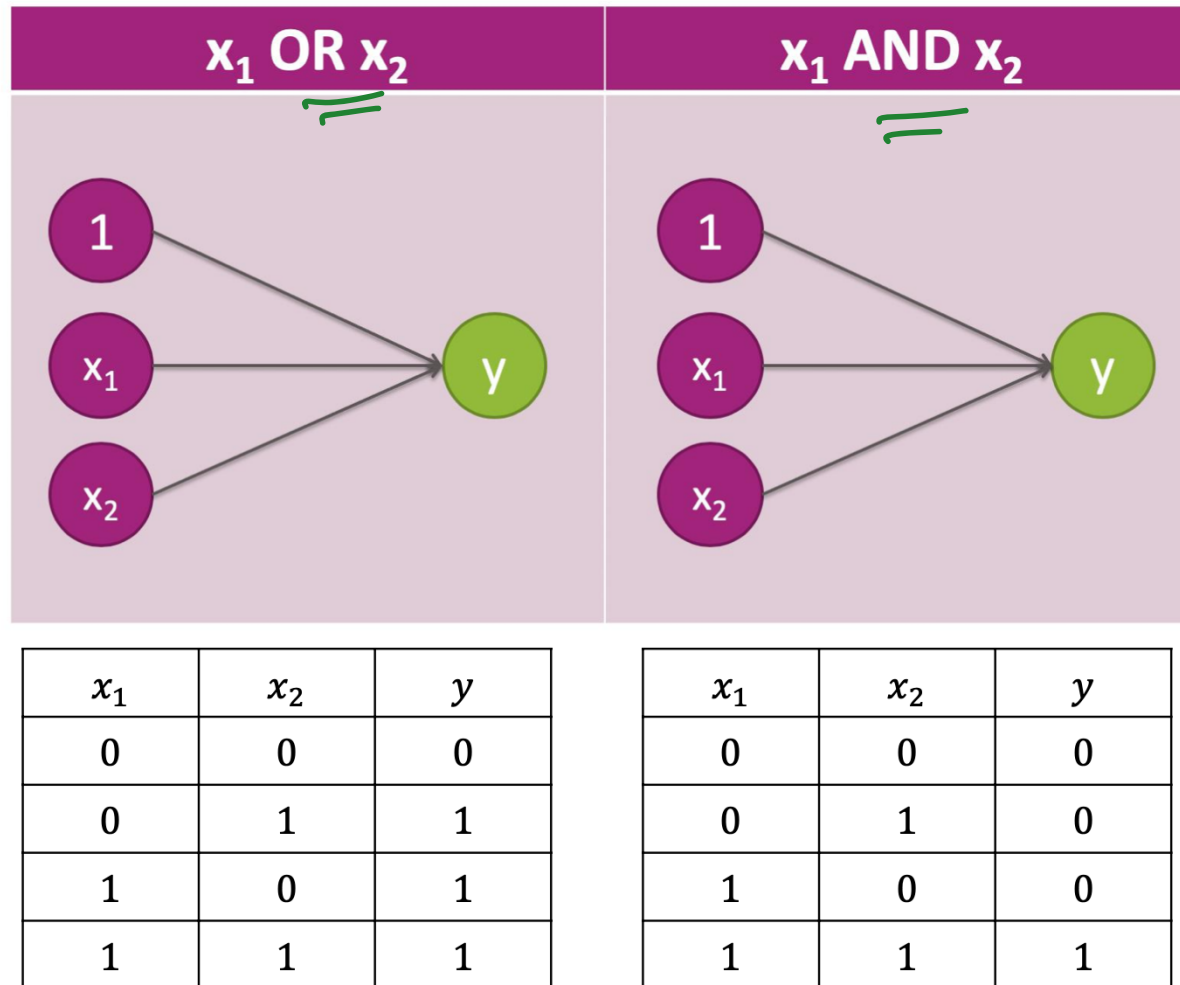 x₁ OR x₂
x₁ AND x₂
1
x₁
x₂
y
1
x₁
x₂
y
x₁ x₂ y
0 0 0
0 1 1
1 0 1
1 1 1
x₁ x₂ y
0 0 0
0 1 0
1 0 0
1 1 1